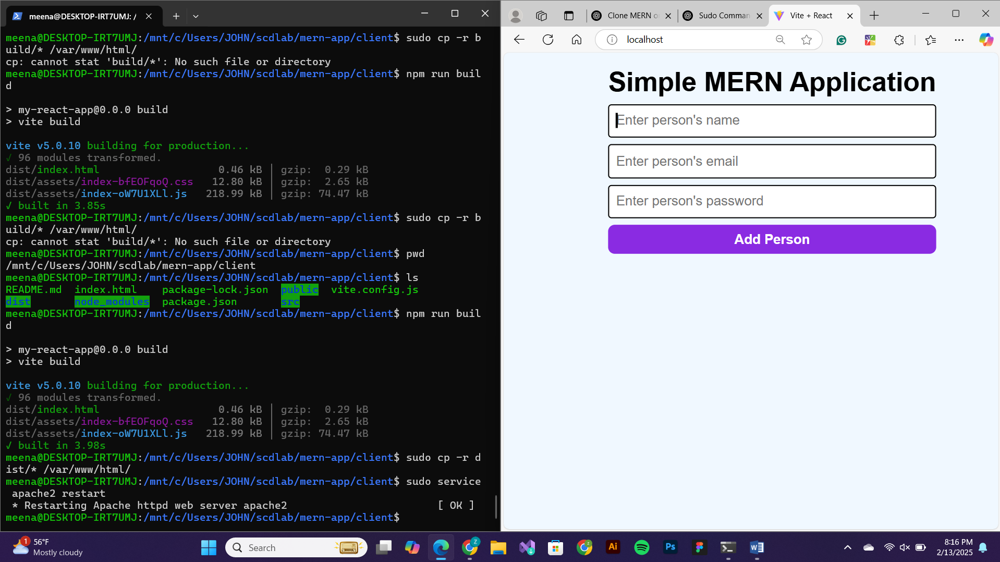 meena@DESKTOP-IRT7UMJ: /
meena@DESKTOP-IRT7UMJ:/mnt/c/Users/JOHN/scdlab/mern-app/client$ sudo cp -r b
uild/* /var/www/html/
cp: cannot stat 'build/*': No such file or directory
meena@DESKTOP-IRT7UMJ:/mnt/c/Users/JOHN/scdlab/mern-app/client$ npm run buil
d
> my-react-app@0.0.0 build
> vite build
vite v5.0.10 building for production...
✓ 96 modules transformed.
dist/index.html 0.46 kB │ gzip: 0.29 kB
dist/assets/index-bfEOFqoQ.css 12.80 kB │ gzip: 2.65 kB
dist/assets/index-oW7U1XLl.js 218.99 kB │ gzip: 74.47 kB
✓ built in 3.85s
meena@DESKTOP-IRT7UMJ:/mnt/c/Users/JOHN/scdlab/mern-app/client$ sudo cp -r b
uild/* /var/www/html/
cp: cannot stat 'build/*': No such file or directory
meena@DESKTOP-IRT7UMJ:/mnt/c/Users/JOHN/scdlab/mern-app/client$ pwd
/mnt/c/Users/JOHN/scdlab/mern-app/client
meena@DESKTOP-IRT7UMJ:/mnt/c/Users/JOHN/scdlab/mern-app/client$ ls
README.md index.html package-lock.json public vite.config.js
dist node_modules package.json src
meena@DESKTOP-IRT7UMJ:/mnt/c/Users/JOHN/scdlab/mern-app/client$ npm run buil
d
> my-react-app@0.0.0 build
> vite build
vite v5.0.10 building for production...
✓ 96 modules transformed.
dist/index.html 0.46 kB │ gzip: 0.29 kB
dist/assets/index-bfEOFqoQ.css 12.80 kB │ gzip: 2.65 kB
dist/assets/index-oW7U1XLl.js 218.99 kB │ gzip: 74.47 kB
✓ built in 3.98s
meena@DESKTOP-IRT7UMJ:/mnt/c/Users/JOHN/scdlab/mern-app/client$ sudo cp -r d
ist/* /var/www/html/
meena@DESKTOP-IRT7UMJ:/mnt/c/Users/JOHN/scdlab/mern-app/client$ sudo service
apache2 restart
* Restarting Apache httpd web server apache2 [ OK ]
meena@DESKTOP-IRT7UMJ:/mnt/c/Users/JOHN/scdlab/mern-app/client$
Clone MERN o
Sudo Comman
Vite + React
localhost
Simple MERN Application
Enter person's name
Enter person's email
Enter person's password
Add Person
1
56°F
Mostly cloudy
Search
Z
z
Ai
Ps
W
8:16 PM
2/13/2025